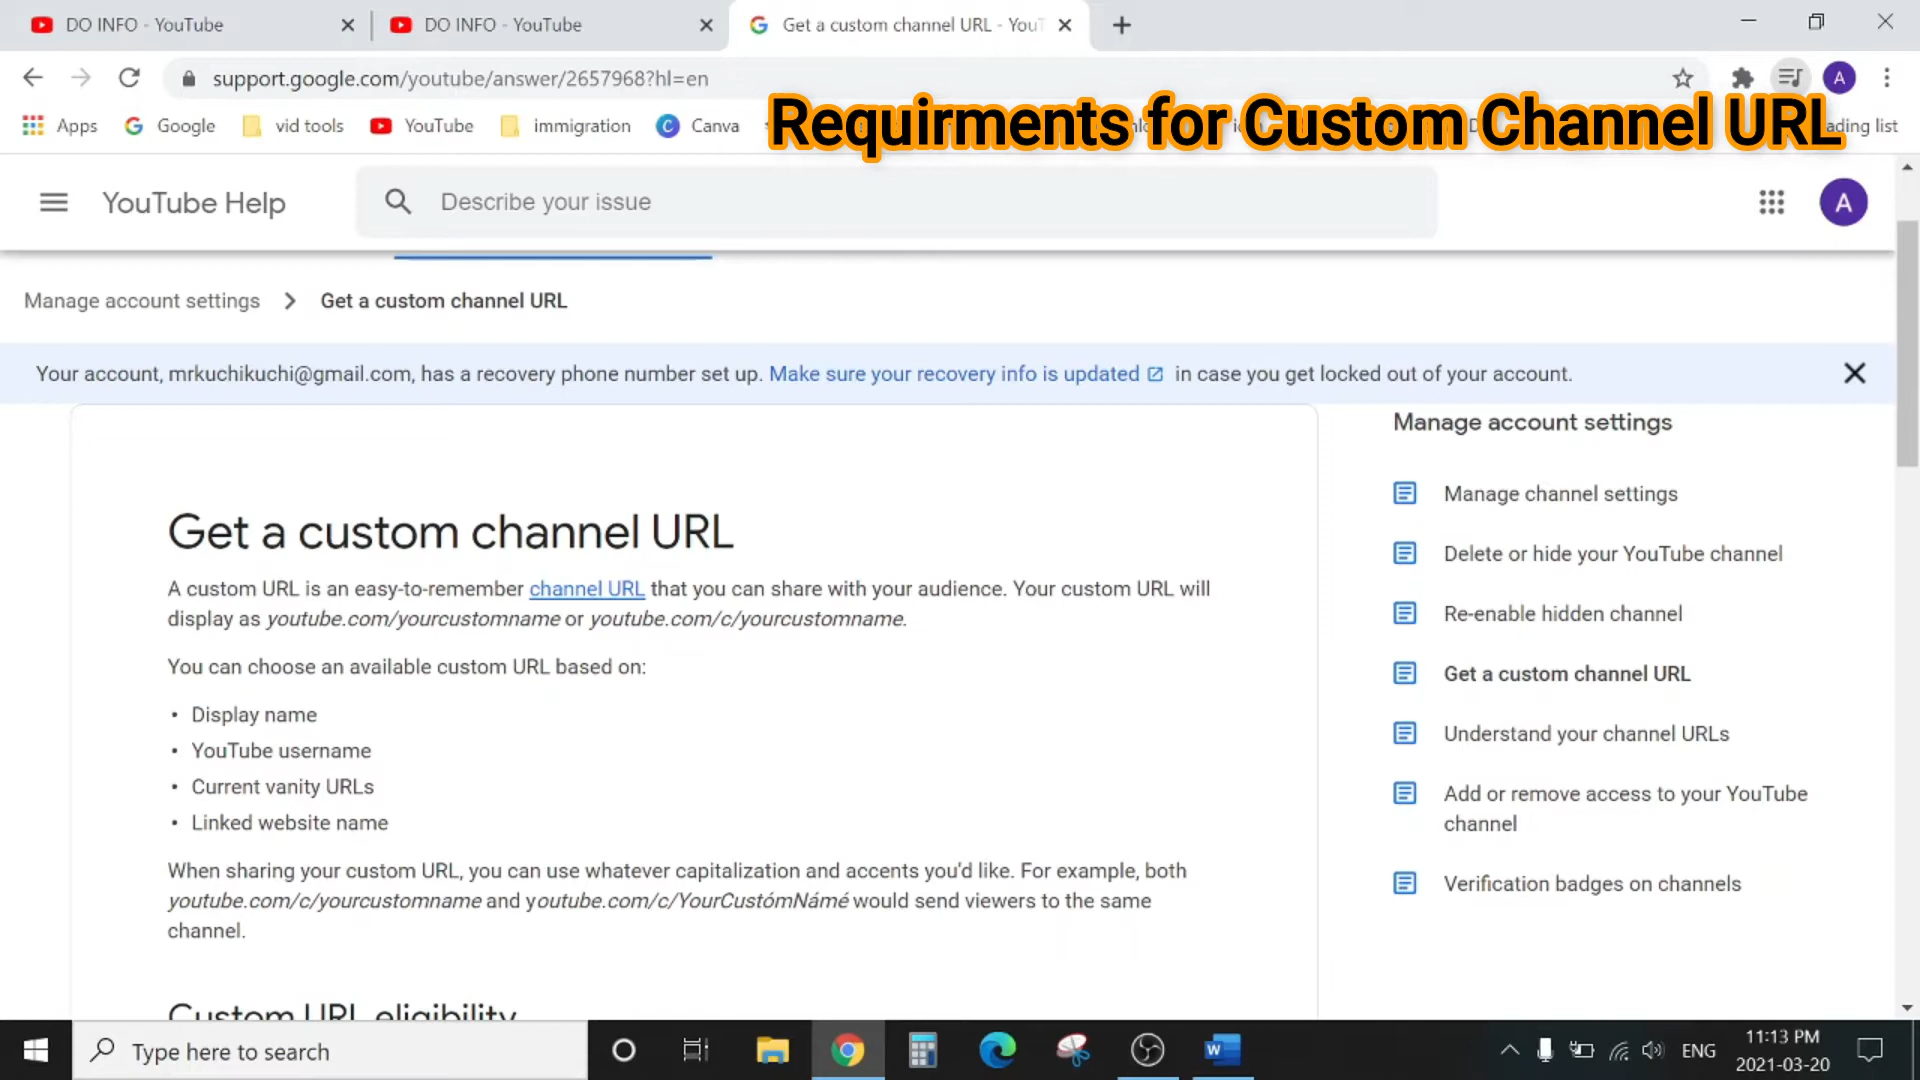 DO INFO - YouTube
DO INFO - YouTube
Get a custom channel URL - YouT
support.google.com/youtube/answer/2657968?hl=en
A
Apps
Google
vid tools
YouTube
immigration
Canva
ading list
Requirments for Custom Channel URL
YouTube Help
Describe your issue
A
Manage account settings
Get a custom channel URL
Your account, mrkuchikuchi@gmail.com, has a recovery phone number set up. Make sure your recovery info is updated in case you get locked out of your account.
Get a custom channel URL
A custom URL is an easy-to-remember channel URL that you can share with your audience. Your custom URL will
display as youtube.com/yourcustomname or youtube.com/c/yourcustomname.
You can choose an available custom URL based on:
• Display name
• YouTube username
• Current vanity URLs
• Linked website name
When sharing your custom URL, you can use whatever capitalization and accents you'd like. For example, both
youtube.com/c/yourcustomname and youtube.com/c/YourCustómNámé would send viewers to the same
channel.
Custom URL eligibility
Manage account settings
Manage channel settings
Delete or hide your YouTube channel
Re-enable hidden channel
Get a custom channel URL
Understand your channel URLs
Add or remove access to your YouTube
channel
Verification badges on channels
Type here to search
ENG
11:13 PM
2021-03-20